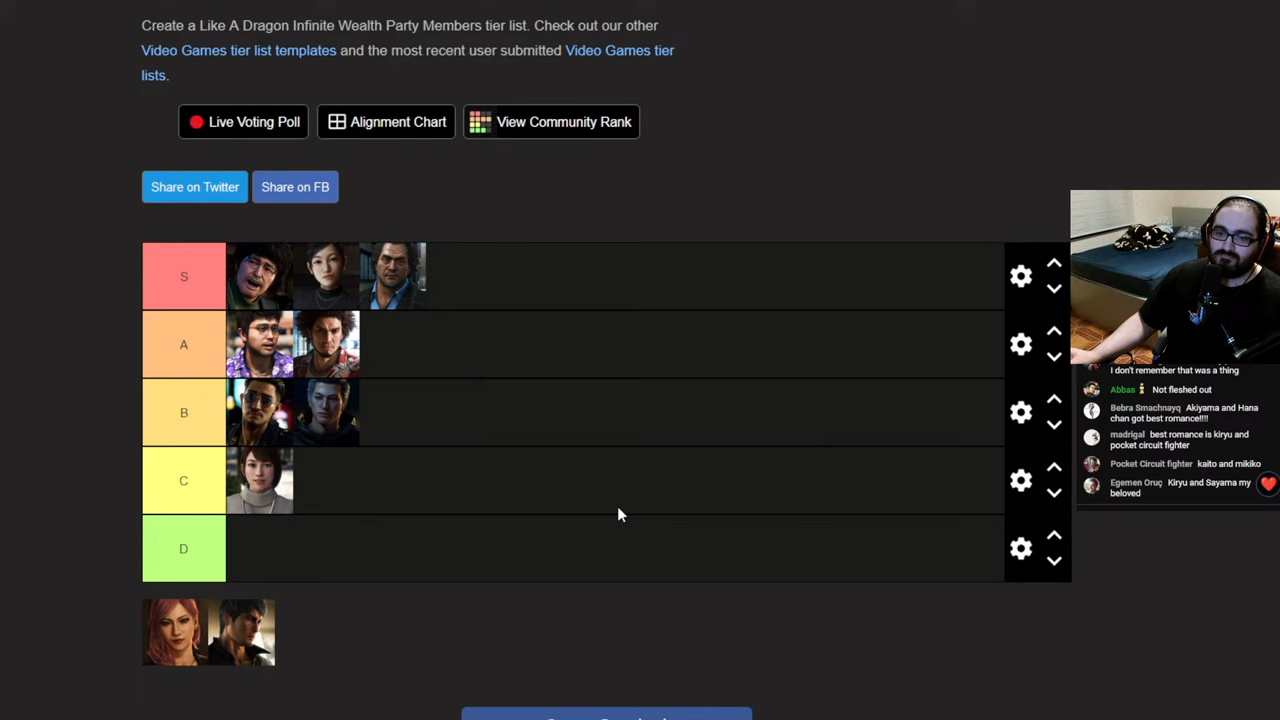 Create a Like A Dragon Infinite Wealth Party Members tier list. Check out our other
Video Games tier list templates and the most recent user submitted Video Games tier
lists.
Live Voting Poll
Alignment Chart
View Community Rank
Share on Twitter
Share on FB
S
A
B
C
D
I don't remember that was a thing
Abbas Not fleshed out
Bebra Smachnayq Akiyama and Hana
chan got best romance!!!!
madrigal best romance is kiryu and
pocket circuit fighter
Pocket Circuit fighter kaito and mikiko
Egemen Oruç Kiryu and Sayama my
beloved